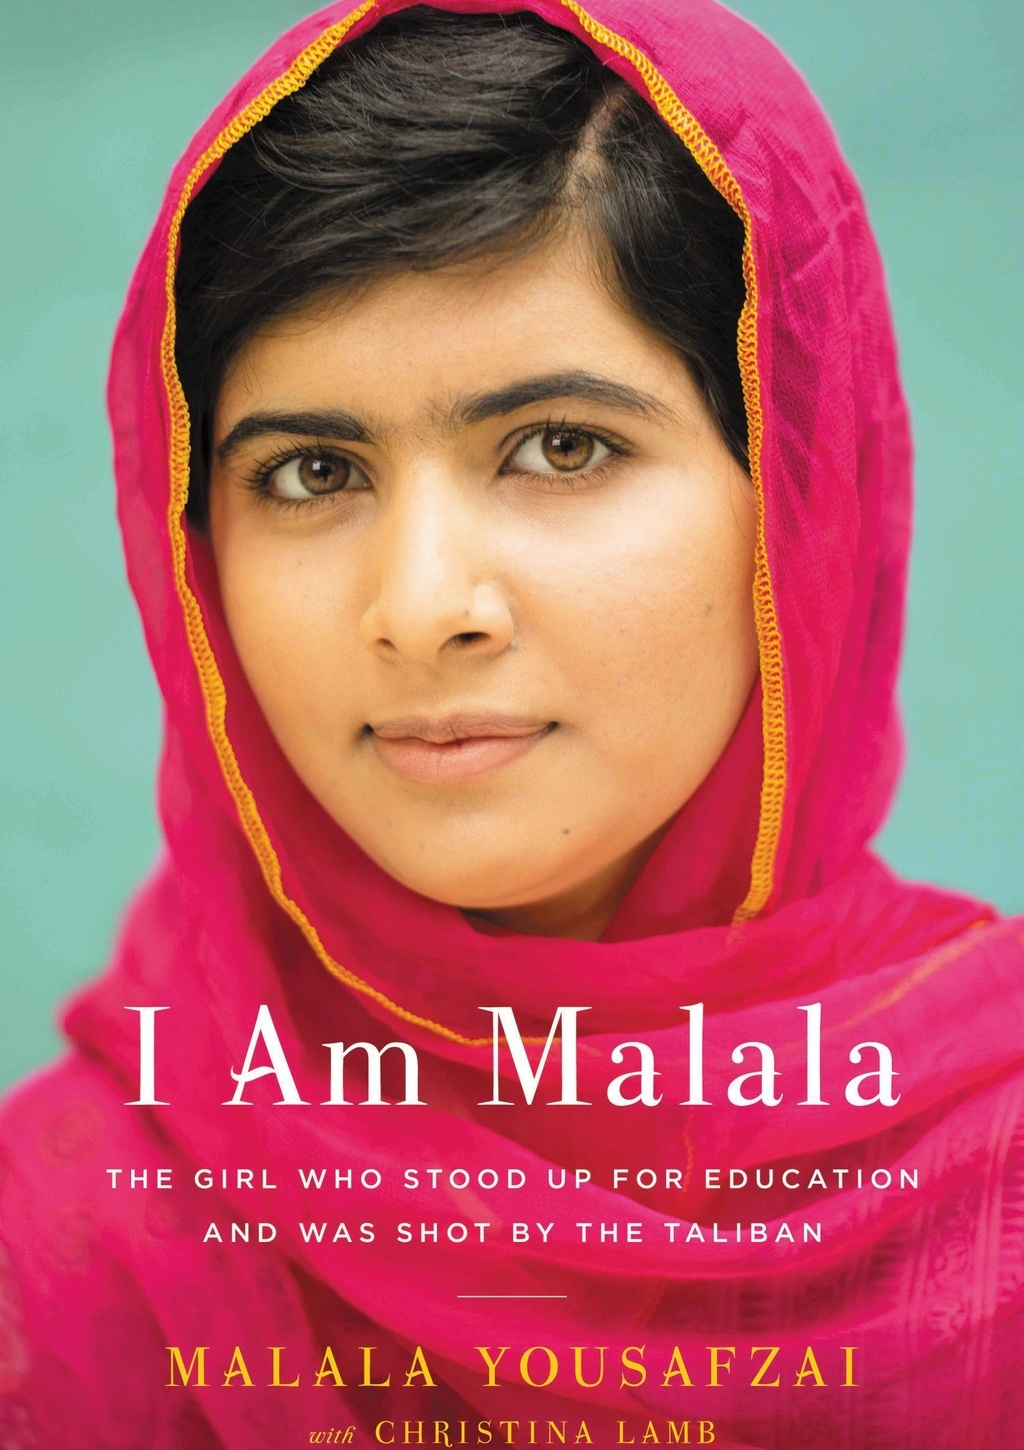 I Am Malala
THE GIRL WHO STOOD UP FOR EDUCATION
AND WAS SHOT BY THE TALIBAN
MALALA YOUSAFZAI
with CHRISTINA LAMB